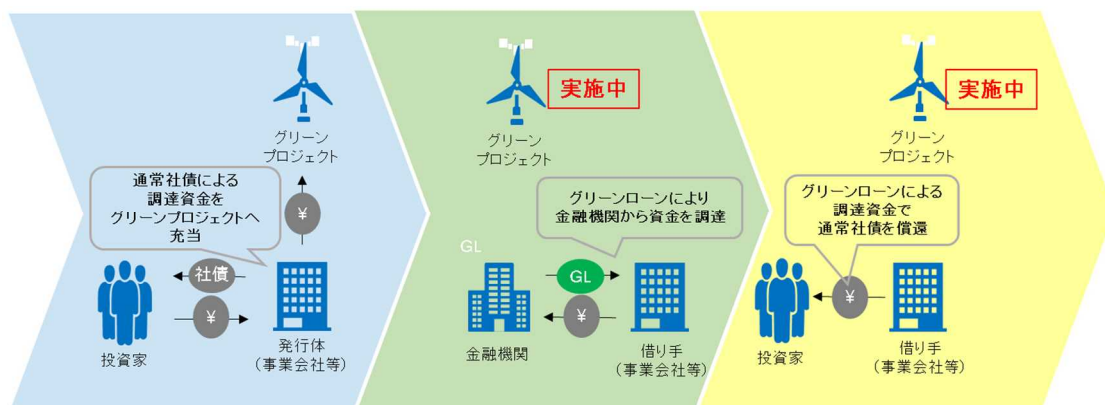 グリーン
プロジェクト
通常社債による
調達資金を
グリーンプロジェクトへ
充当
¥
社債
¥
投資家
発行体
(事業会社等)
実施中
グリーン
プロジェクト
グリーンローンにより
金融機関から資金を調達
GL
GL
¥
金融機関
借り手
(事業会社等)
実施中
グリーン
プロジェクト
グリーンローンによる
調達資金で
通常社債を償還
¥
投資家
借り手
(事業会社等)